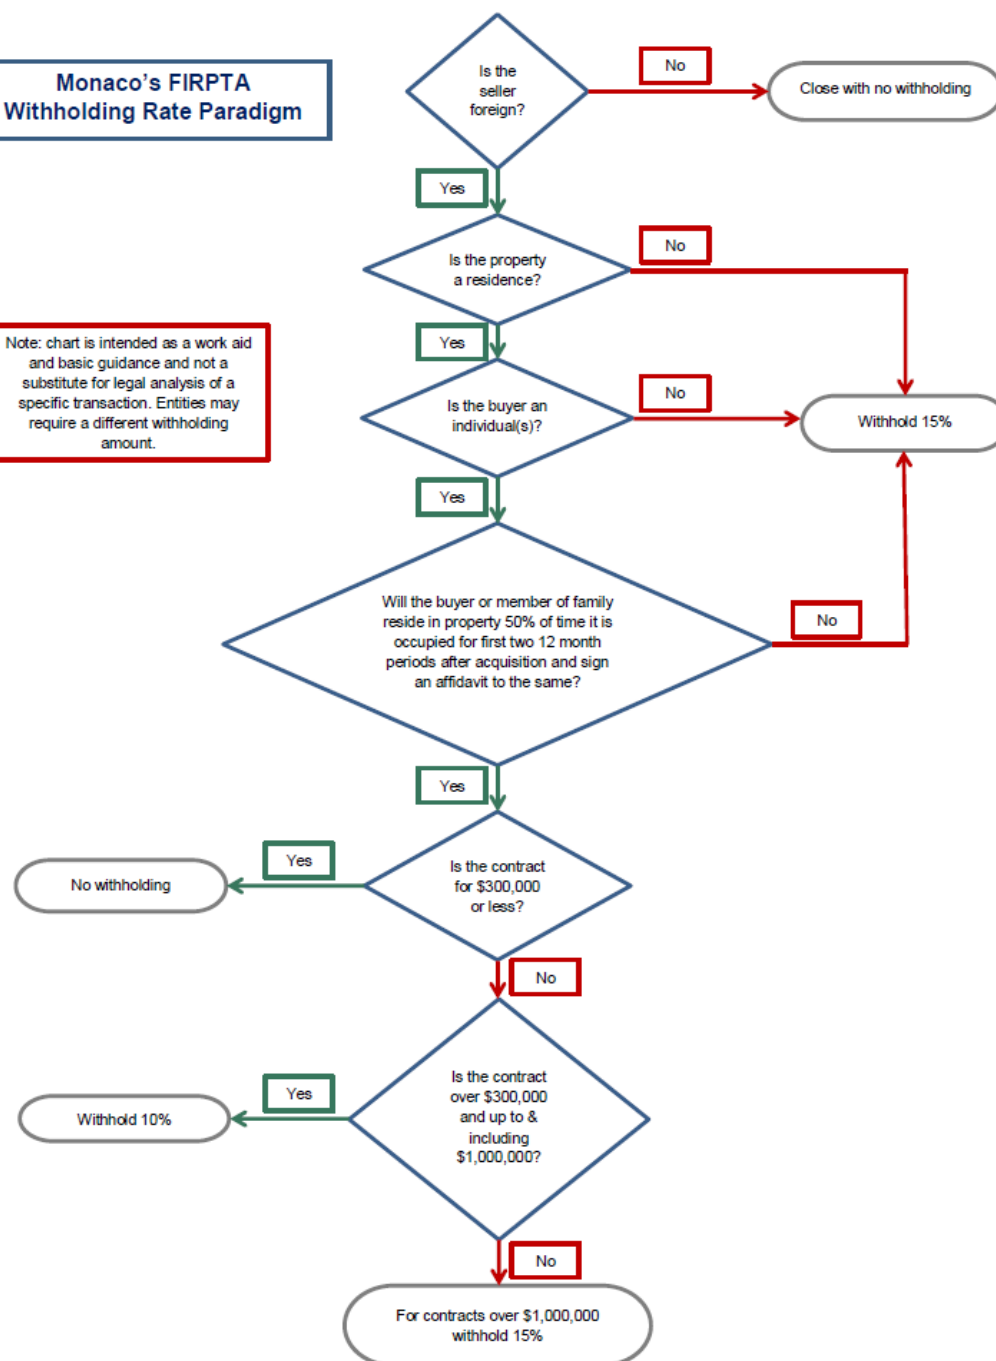 Monaco's FIRPTA
Withholding Rate Paradigm
Is the
seller
foreign?
No
Close with no withholding
Yes
Is the property
a residence?
No
Note: chart is intended as a work aid
and basic guidance and not a
substitute for legal analysis of a
specific transaction. Entities may
require a different withholding
amount.
Yes
Is the buyer an
individual(s)?
No
Withhold 15%
Yes
Will the buyer or member of family
reside in property 50% of time it is
occupied for first two 12 month
periods after acquisition and sign
an affidavit to the same?
No
Yes
Is the contract
for $300,000
or less?
Yes
No withholding
No
Is the contract
over $300,000
and up to &
including
$1,000,000?
Yes
Withhold 10%
No
For contracts over $1,000,000
withhold 15%